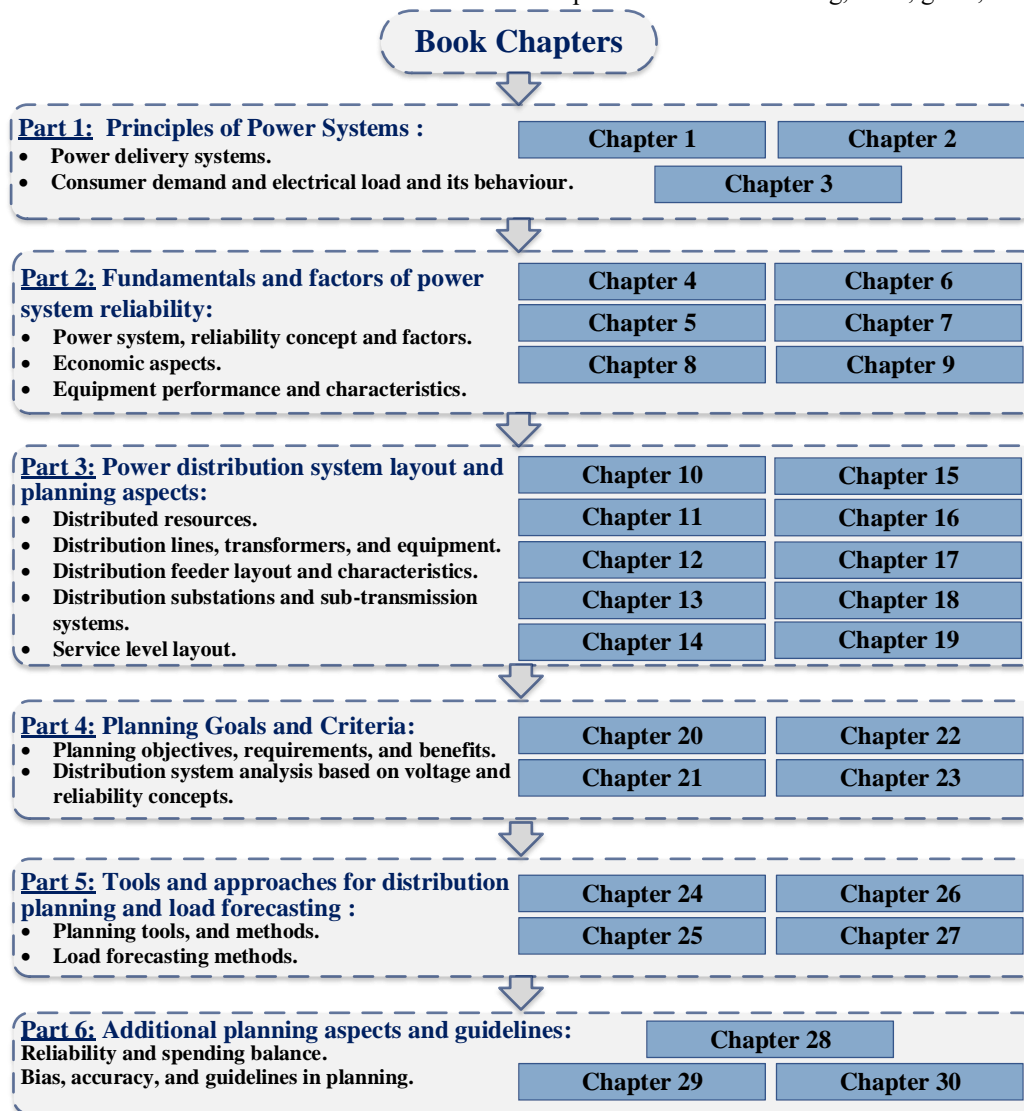 Book Chapters
Part 1: Principles of Power Systems :
• Power delivery systems.
• Consumer demand and electrical load and its behaviour.
Chapter 1
Chapter 2
Chapter 3
Part 2: Fundamentals and factors of power
system reliability:
• Power system, reliability concept and factors.
• Economic aspects.
• Equipment performance and characteristics.
Chapter 4
Chapter 6
Chapter 5
Chapter 7
Chapter 8
Chapter 9
Part 3: Power distribution system layout and
planning aspects:
• Distributed resources.
• Distribution lines, transformers, and equipment.
• Distribution feeder layout and characteristics.
• Distribution substations and sub-transmission
systems.
• Service level layout.
Chapter 10
Chapter 15
Chapter 11
Chapter 16
Chapter 12
Chapter 17
Chapter 13
Chapter 18
Chapter 14
Chapter 19
Part 4: Planning Goals and Criteria:
• Planning objectives, requirements, and benefits.
• Distribution system analysis based on voltage and
reliability concepts.
Chapter 20
Chapter 22
Chapter 21
Chapter 23
Part 5: Tools and approaches for distribution
planning and load forecasting :
• Planning tools, and methods.
• Load forecasting methods.
Chapter 24
Chapter 26
Chapter 25
Chapter 27
Part 6: Additional planning aspects and guidelines:
Reliability and spending balance.
Bias, accuracy, and guidelines in planning.
Chapter 28
Chapter 29
Chapter 30